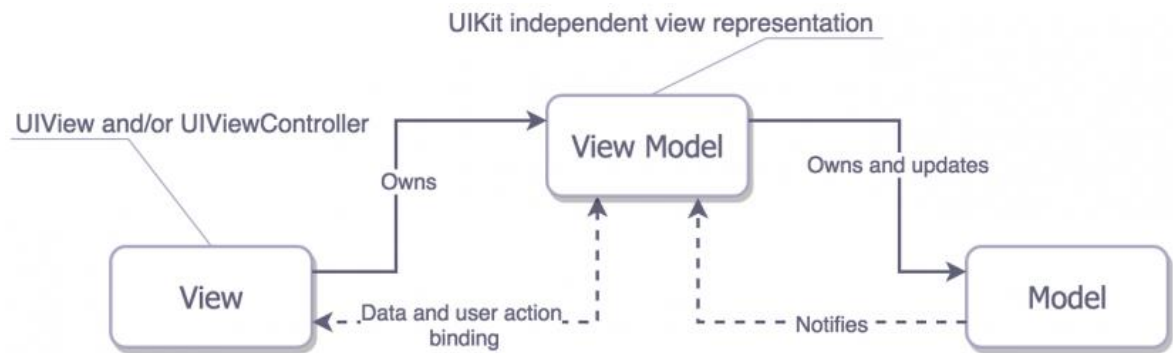 UIKit independent view representation
UIView and/or UIViewController
View Model
Owns
Owns and updates
View
Data and user action
binding
Notifies
Model